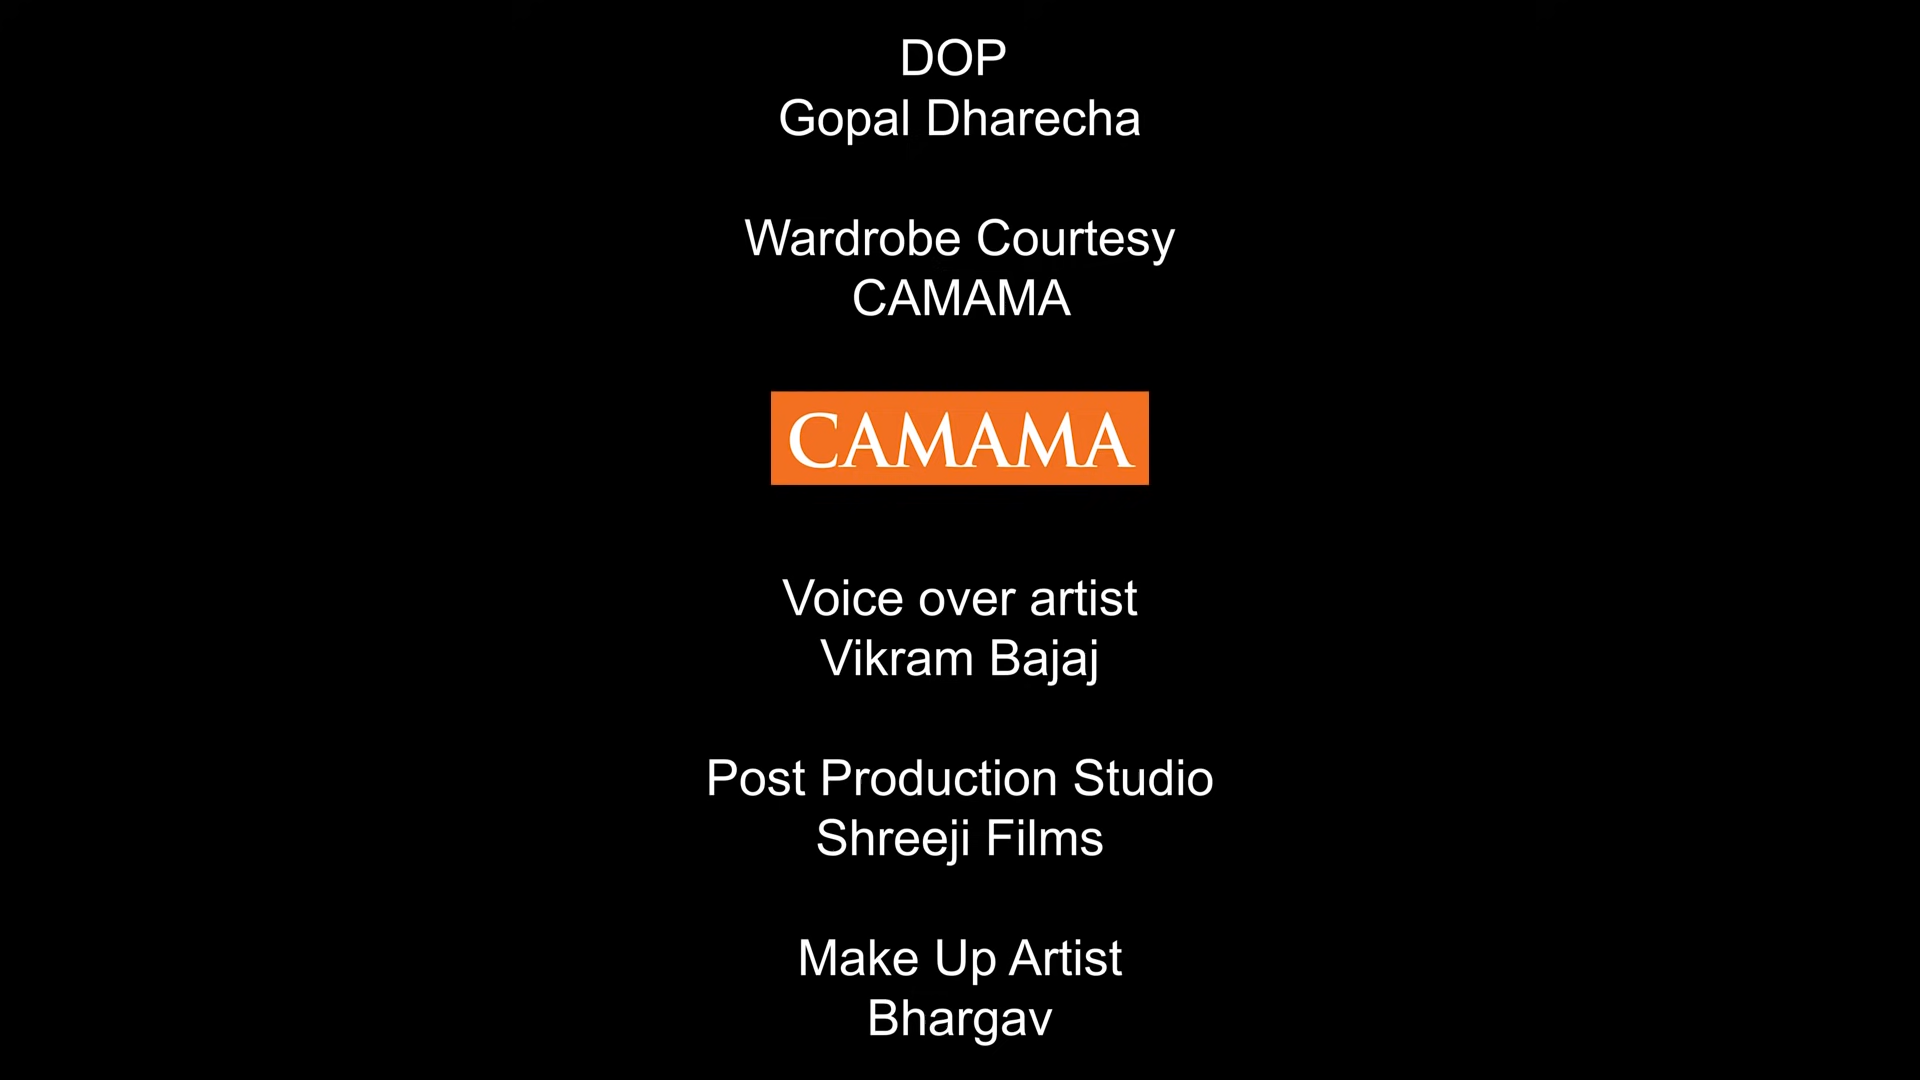 DOP
Gopal Dharecha
Wardrobe Courtesy
CAMAMA
CAMAMA
Voice over artist
Vikram Bajaj
Post Production Studio
Shreeji Films
Make Up Artist
Bhargav